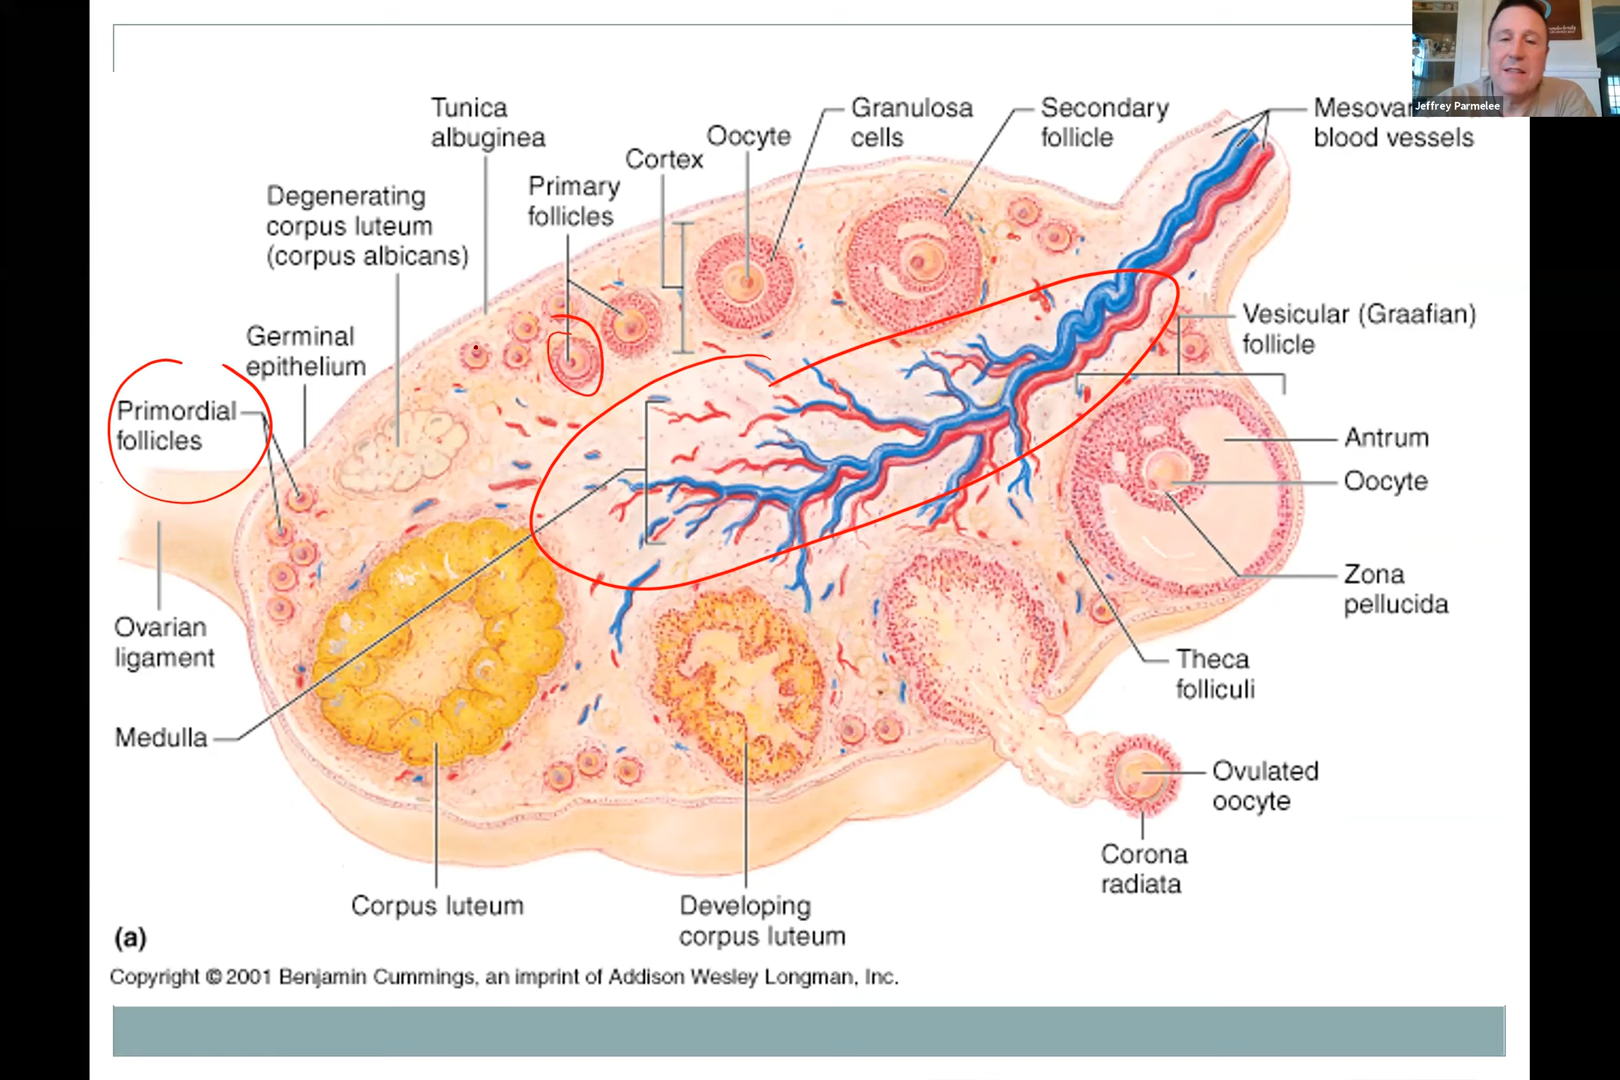 Jeffrey Parmelee
Tunica
albuginea
Oocyte
Granulosa
cells
Secondary
follicle
blood vessels
Cortex
Primary
follicles
Degenerating
corpus luteum
(corpus albicans)
Germinal
epithelium
Primordial
follicles
Vesicular (Graafian)
follicle
Antrum
Oocyte
Zona
pellucida
Ovarian
ligament
Theca
folliculi
Medulla
Ovulated
oocyte
Corona
radiata
Corpus luteum
Developing
corpus luteum
(a)
Copyright © 2001 Benjamin Cummings, an imprint of Addison Wesley Longman, Inc.